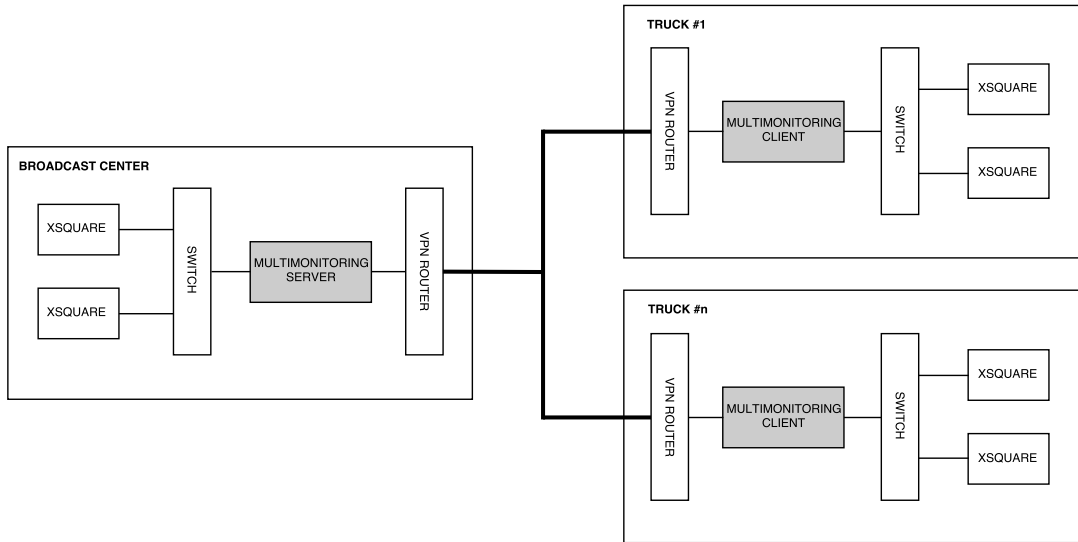 BROADCAST CENTER
XSQUARE
XSQUARE
SWITCH
MULTIMONITORING
SERVER
VPN ROUTER
TRUCK #1
VPN ROUTER
MULTIMONITORING
CLIENT
SWITCH
XSQUARE
XSQUARE
TRUCK #n
VPN ROUTER
MULTIMONITORING
CLIENT
SWITCH
XSQUARE
XSQUARE